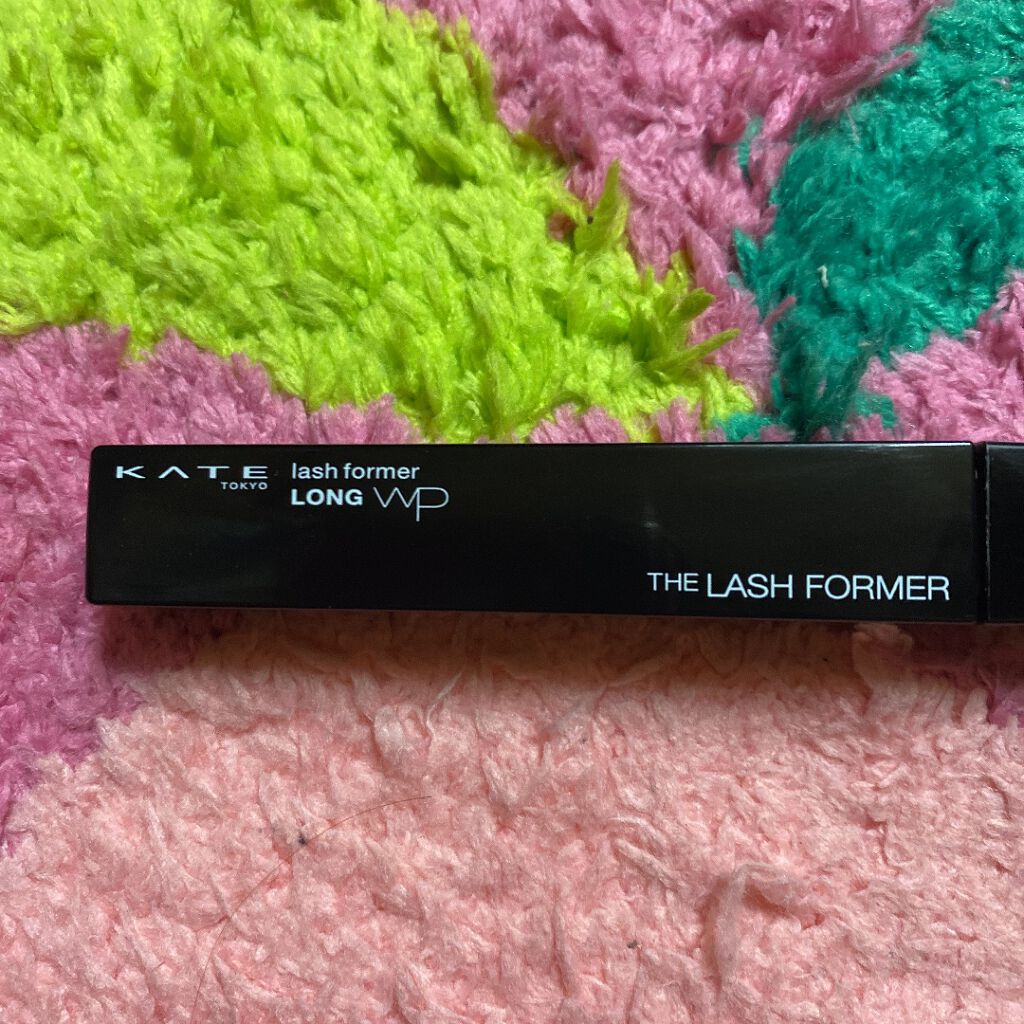 KATE
TOKYO
lash former
LONG WP
THE LASH FORMER